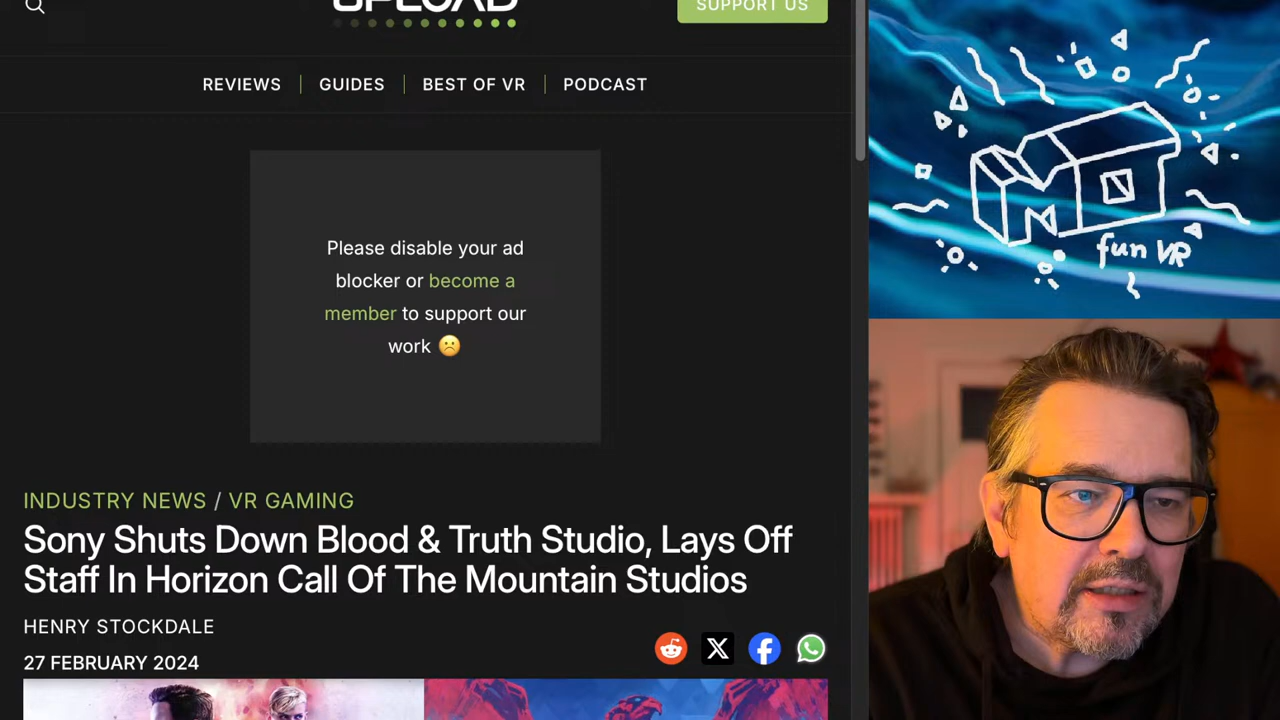 UPLOAD
SUPPORT US
REVIEWS
GUIDES
BEST OF VR
PODCAST
Please disable your ad
blocker or become a
member to support our
work ☹️
INDUSTRY NEWS / VR GAMING
Sony Shuts Down Blood & Truth Studio, Lays Off
Staff In Horizon Call Of The Mountain Studios
HENRY STOCKDALE
27 FEBRUARY 2024
fun VR